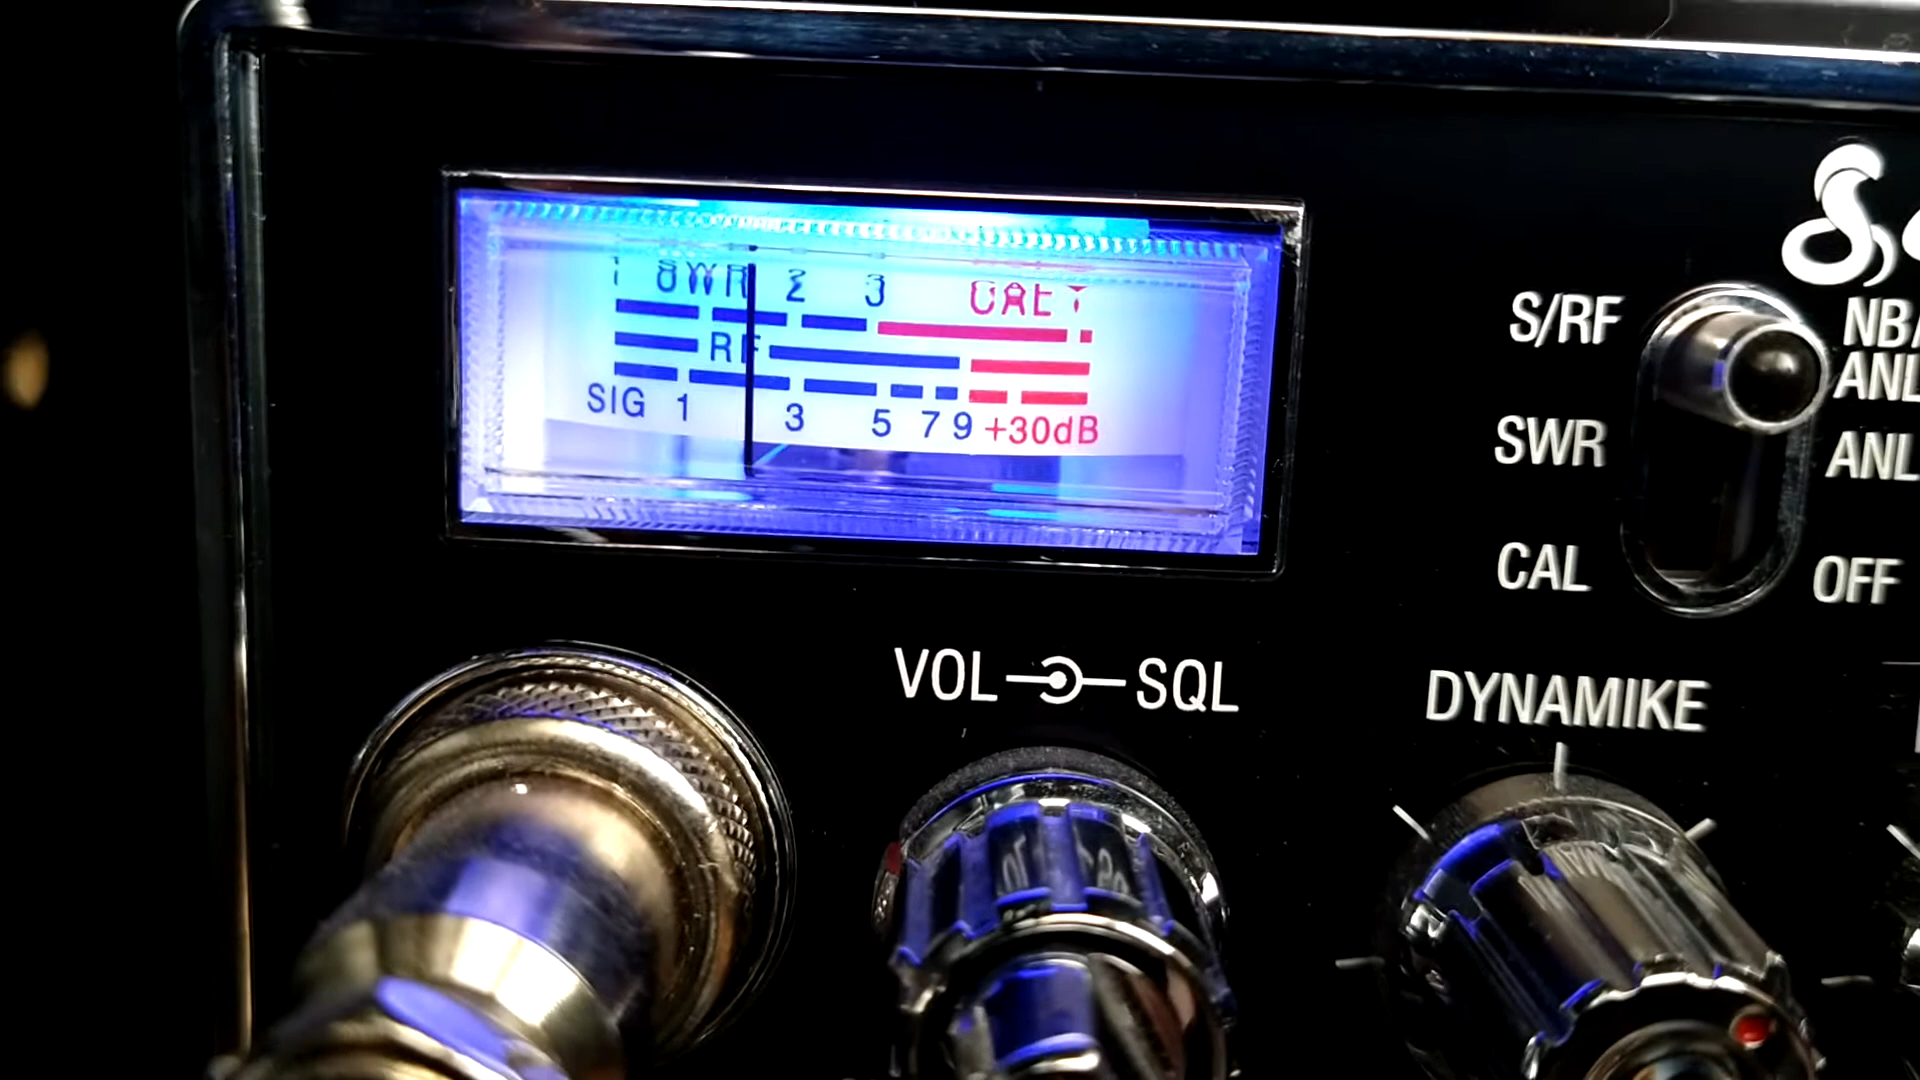 1 SWR 2 3 CAL
RF
SIG 1 3 5 7 9 +30dB
S/RF
SWR
CAL
NB/
ANL
ANL
OFF
VOL SQL
DYNAMIKE